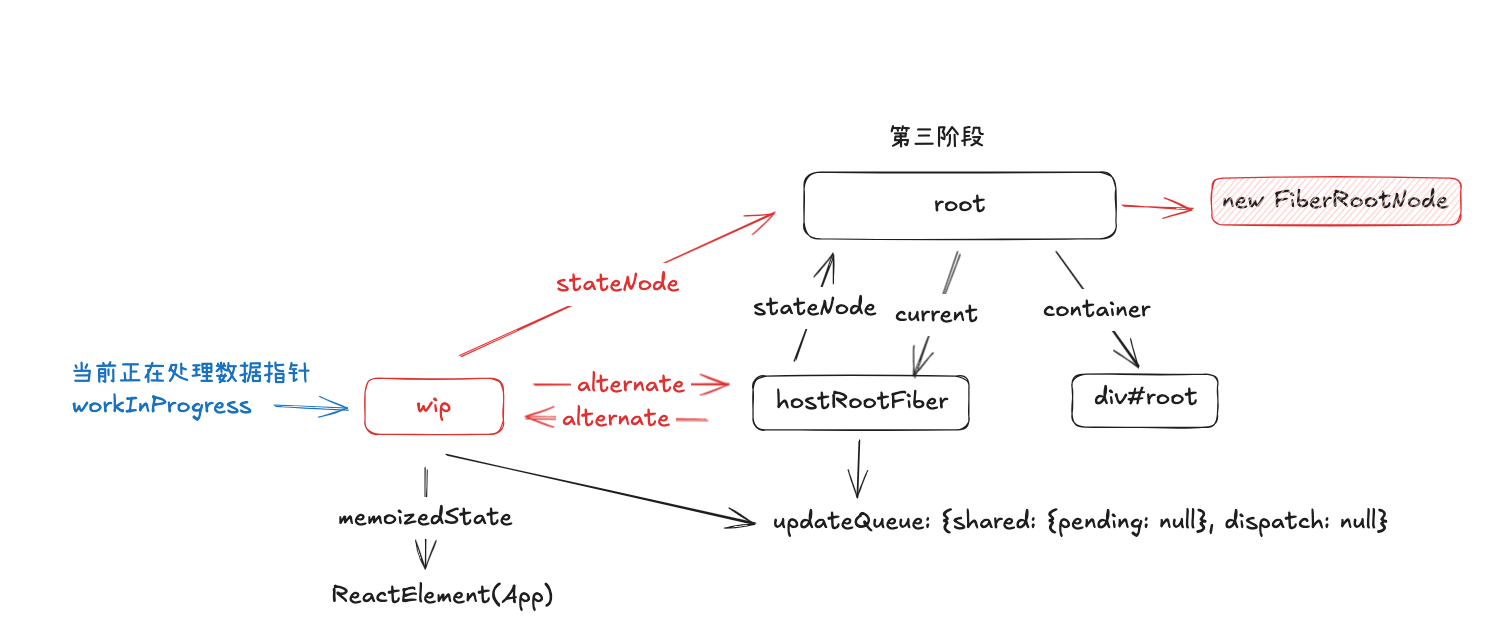 第三阶段
root
new FiberRootNode
stateNode
stateNode
current
container
当前正在处理数据指针
workInProgress
wip
alternate
alternate
hostRootFiber
div#root
memoizedState
updateQueue: {shared: {pending: null}, dispatch: null}
ReactElement(App)